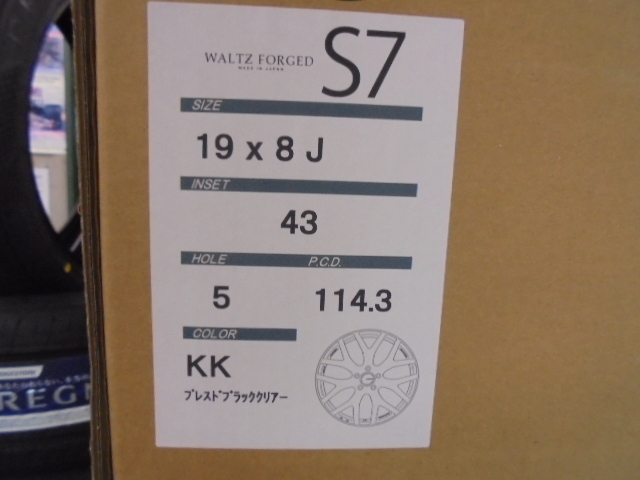 WALTZ FORGED
MADE IN JAPAN
S7
SIZE
19 x 8 J
INSET
43
HOLE P.C.D.
5 114.3
COLOR
KK
ブレストブラッククリアー
REGN